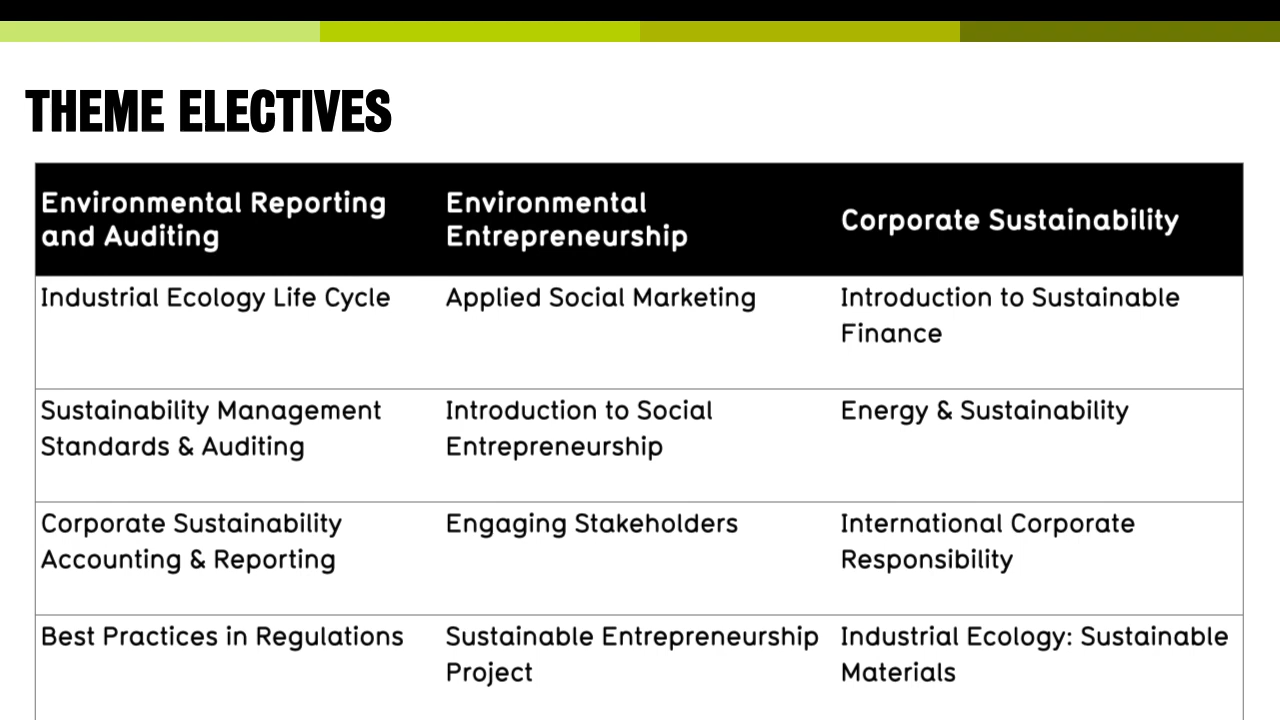 THEME ELECTIVES
Environmental Reporting
and Auditing
Environmental
Entrepreneurship
Corporate Sustainability
Industrial Ecology Life Cycle
Applied Social Marketing
Introduction to Sustainable
Finance
Sustainability Management
Standards & Auditing
Introduction to Social
Entrepreneurship
Energy & Sustainability
Corporate Sustainability
Accounting & Reporting
Engaging Stakeholders
International Corporate
Responsibility
Best Practices in Regulations
Sustainable Entrepreneurship
Project
Industrial Ecology: Sustainable
Materials